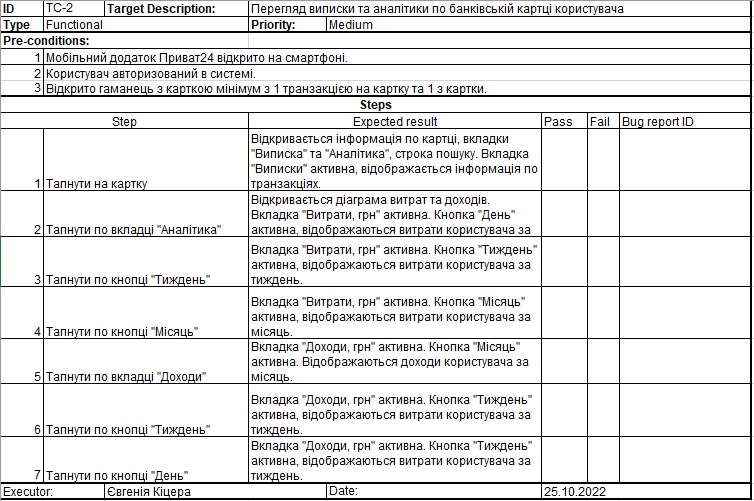 ID TC-2 Target Description: Перегляд виписки та аналітики по банківській картці користувача
Type Functional Priority: Medium
Pre-conditions:
1 Мобільний додаток Приват24 відкрито на смартфоні.
2 Користувач авторизований в системі.
3 Відкрито гаманець з карткою мінімум з 1 транзакцією на картку та 1 з картки.
Steps
Step Expected result Pass Fail Bug report ID
1 Тапнути на картку
Відкривається інформація по картці, вкладки
"Виписка" та "Аналітика", строка пошуку. Вкладка
"Виписки" активна, відображається інформація по
транзакціях.
2 Тапнути по вкладці "Аналітика"
Відкривається діаграма витрат та доходів.
Вкладка "Витрати, грн" активна. Кнопка "День"
активна, відображаються витрати користувача за
3 Тапнути по кнопці "Тиждень"
Вкладка "Витрати, грн" активна. Кнопка "Тиждень"
активна, відображаються витрати користувача за
тиждень.
4 Тапнути по кнопці "Місяць"
Вкладка "Витрати, грн" активна. Кнопка "Місяць"
активна, відображаються витрати користувача за
місяць.
5 Тапнути по вкладці "Доходи"
Вкладка "Доходи, грн" активна. Кнопка "Місяць"
активна. Відображаються доходи користувача за
місяць.
6 Тапнути по кнопці "Тиждень"
Вкладка "Доходи, грн" активна. Кнопка "Тиждень"
активна, відображаються витрати користувача за
тиждень.
7 Тапнути по кнопці "День"
Вкладка "Доходи, грн" активна. Кнопка "Тиждень"
активна, відображаються витрати користувача за
тиждень.
Executor: Євгенія Кіцера Date: 25.10.2022